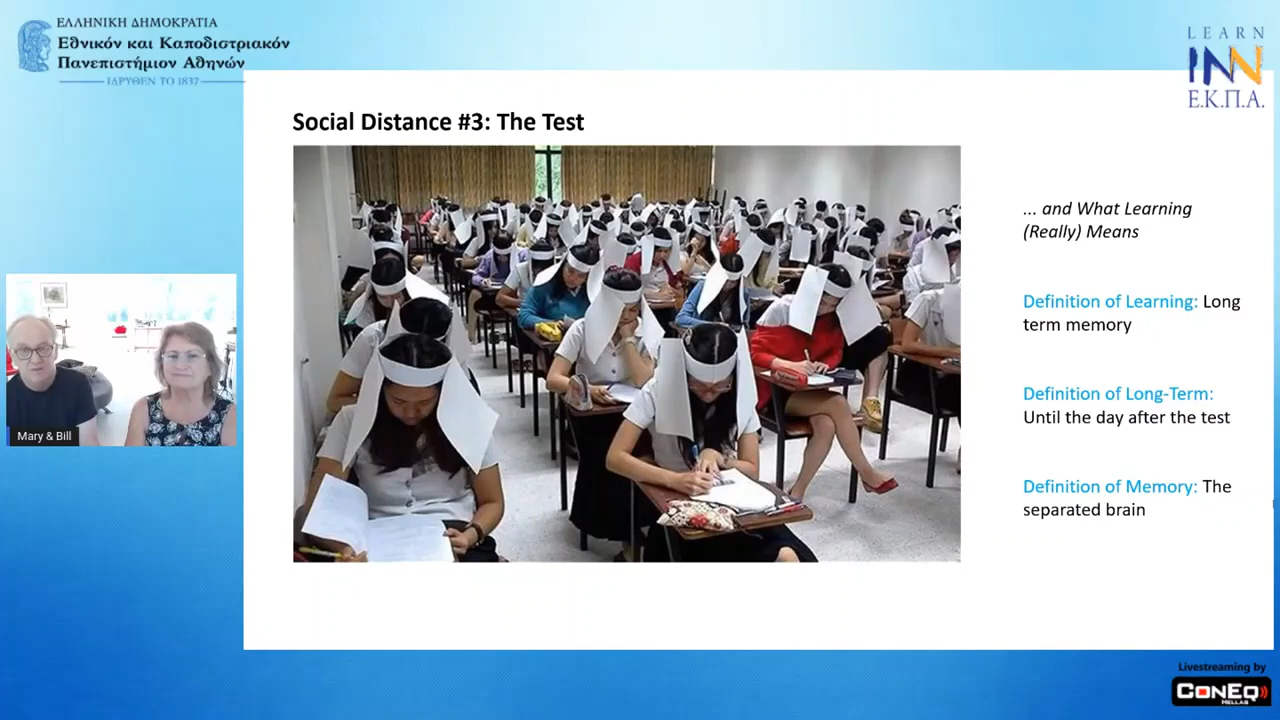 ΕΛΛΗΝΙΚΗ ΔΗΜΟΚΡΑΤΙΑ
Εθνικόν και Καποδιστριακόν
Πανεπιστήμιον Αθηνών
ΙΔΡΥΘΕΝ ΤΟ 1837
LEARN
INN
Ε.Κ.Π.Α.
Social Distance #3: The Test
... and What Learning
(Really) Means
Definition of Learning: Long
term memory
Definition of Long-Term:
Until the day after the test
Definition of Memory: The
separated brain
Mary & Bill
Livestreaming by
CONEQ
HELLAS